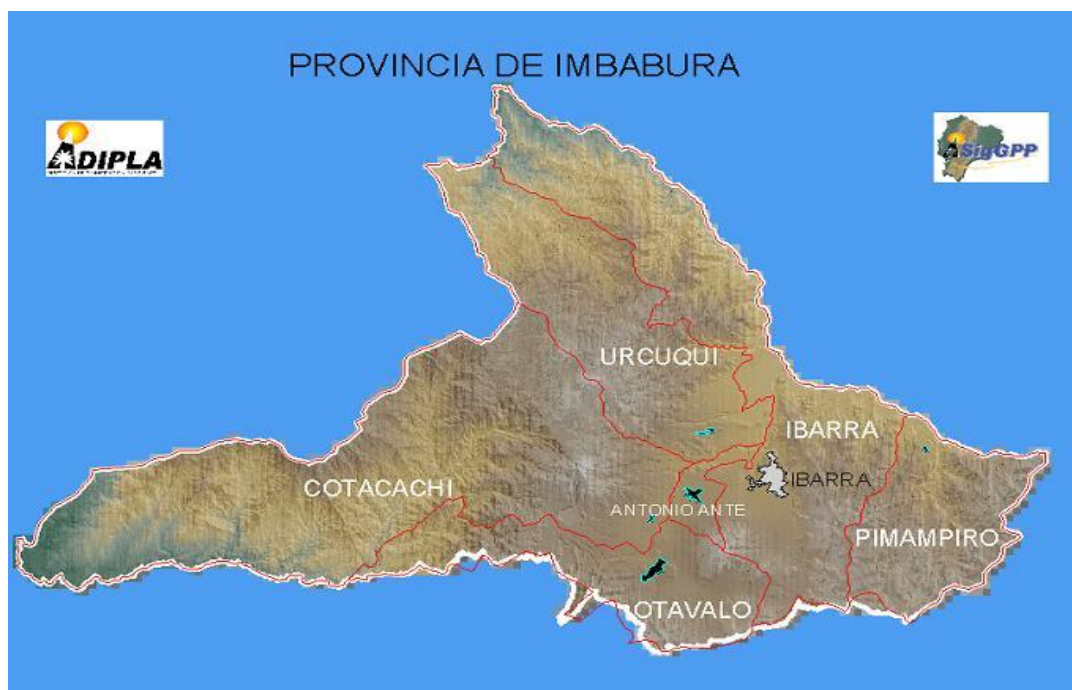 PROVINCIA DE IMBABURA
ADIPLA
SigGPP
URCUQUI
IBARRA
IBARRA
COTACACHI
ANTONIO ANTE
PIMAMPIRO
OTAVALO